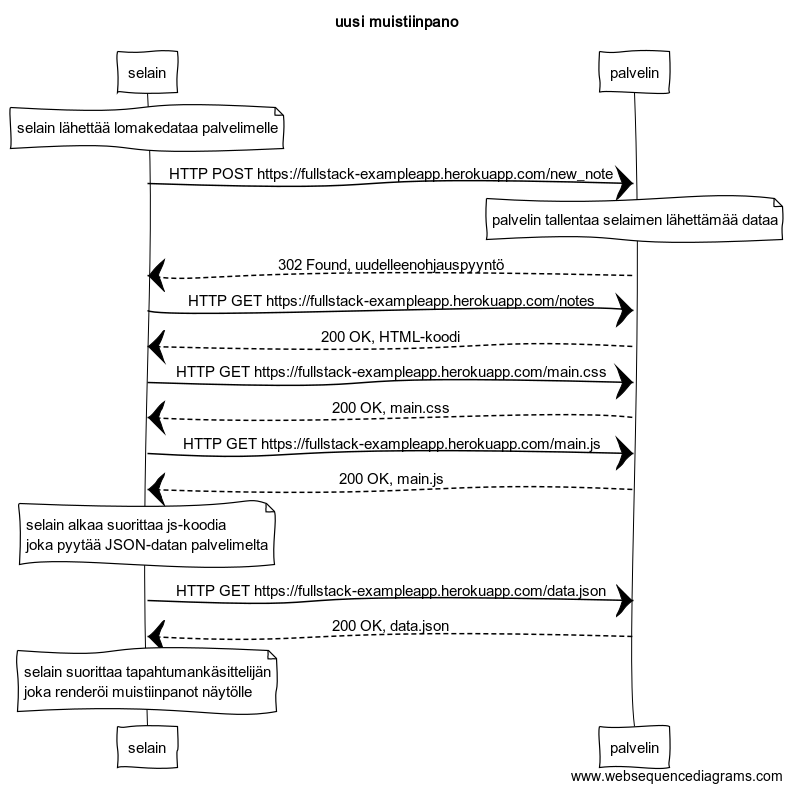 uusi muistiinpano
selain
palvelin
selain lähettää lomakedataa palvelimelle
HTTP POST https://fullstack-exampleapp.herokuapp.com/new_note
palvelin tallentaa selaimen lähettämää dataa
302 Found, uudelleenohjauspyyntö
HTTP GET https://fullstack-exampleapp.herokuapp.com/notes
200 OK, HTML-koodi
HTTP GET https://fullstack-exampleapp.herokuapp.com/main.css
200 OK, main.css
HTTP GET https://fullstack-exampleapp.herokuapp.com/main.js
200 OK, main.js
selain alkaa suorittaa js-koodia
joka pyytää JSON-datan palvelimelta
HTTP GET https://fullstack-exampleapp.herokuapp.com/data.json
200 OK, data.json
selain suorittaa tapahtumankäsittelijän
joka renderöi muistiinpanot näytölle
selain
palvelin
www.websequencediagrams.com